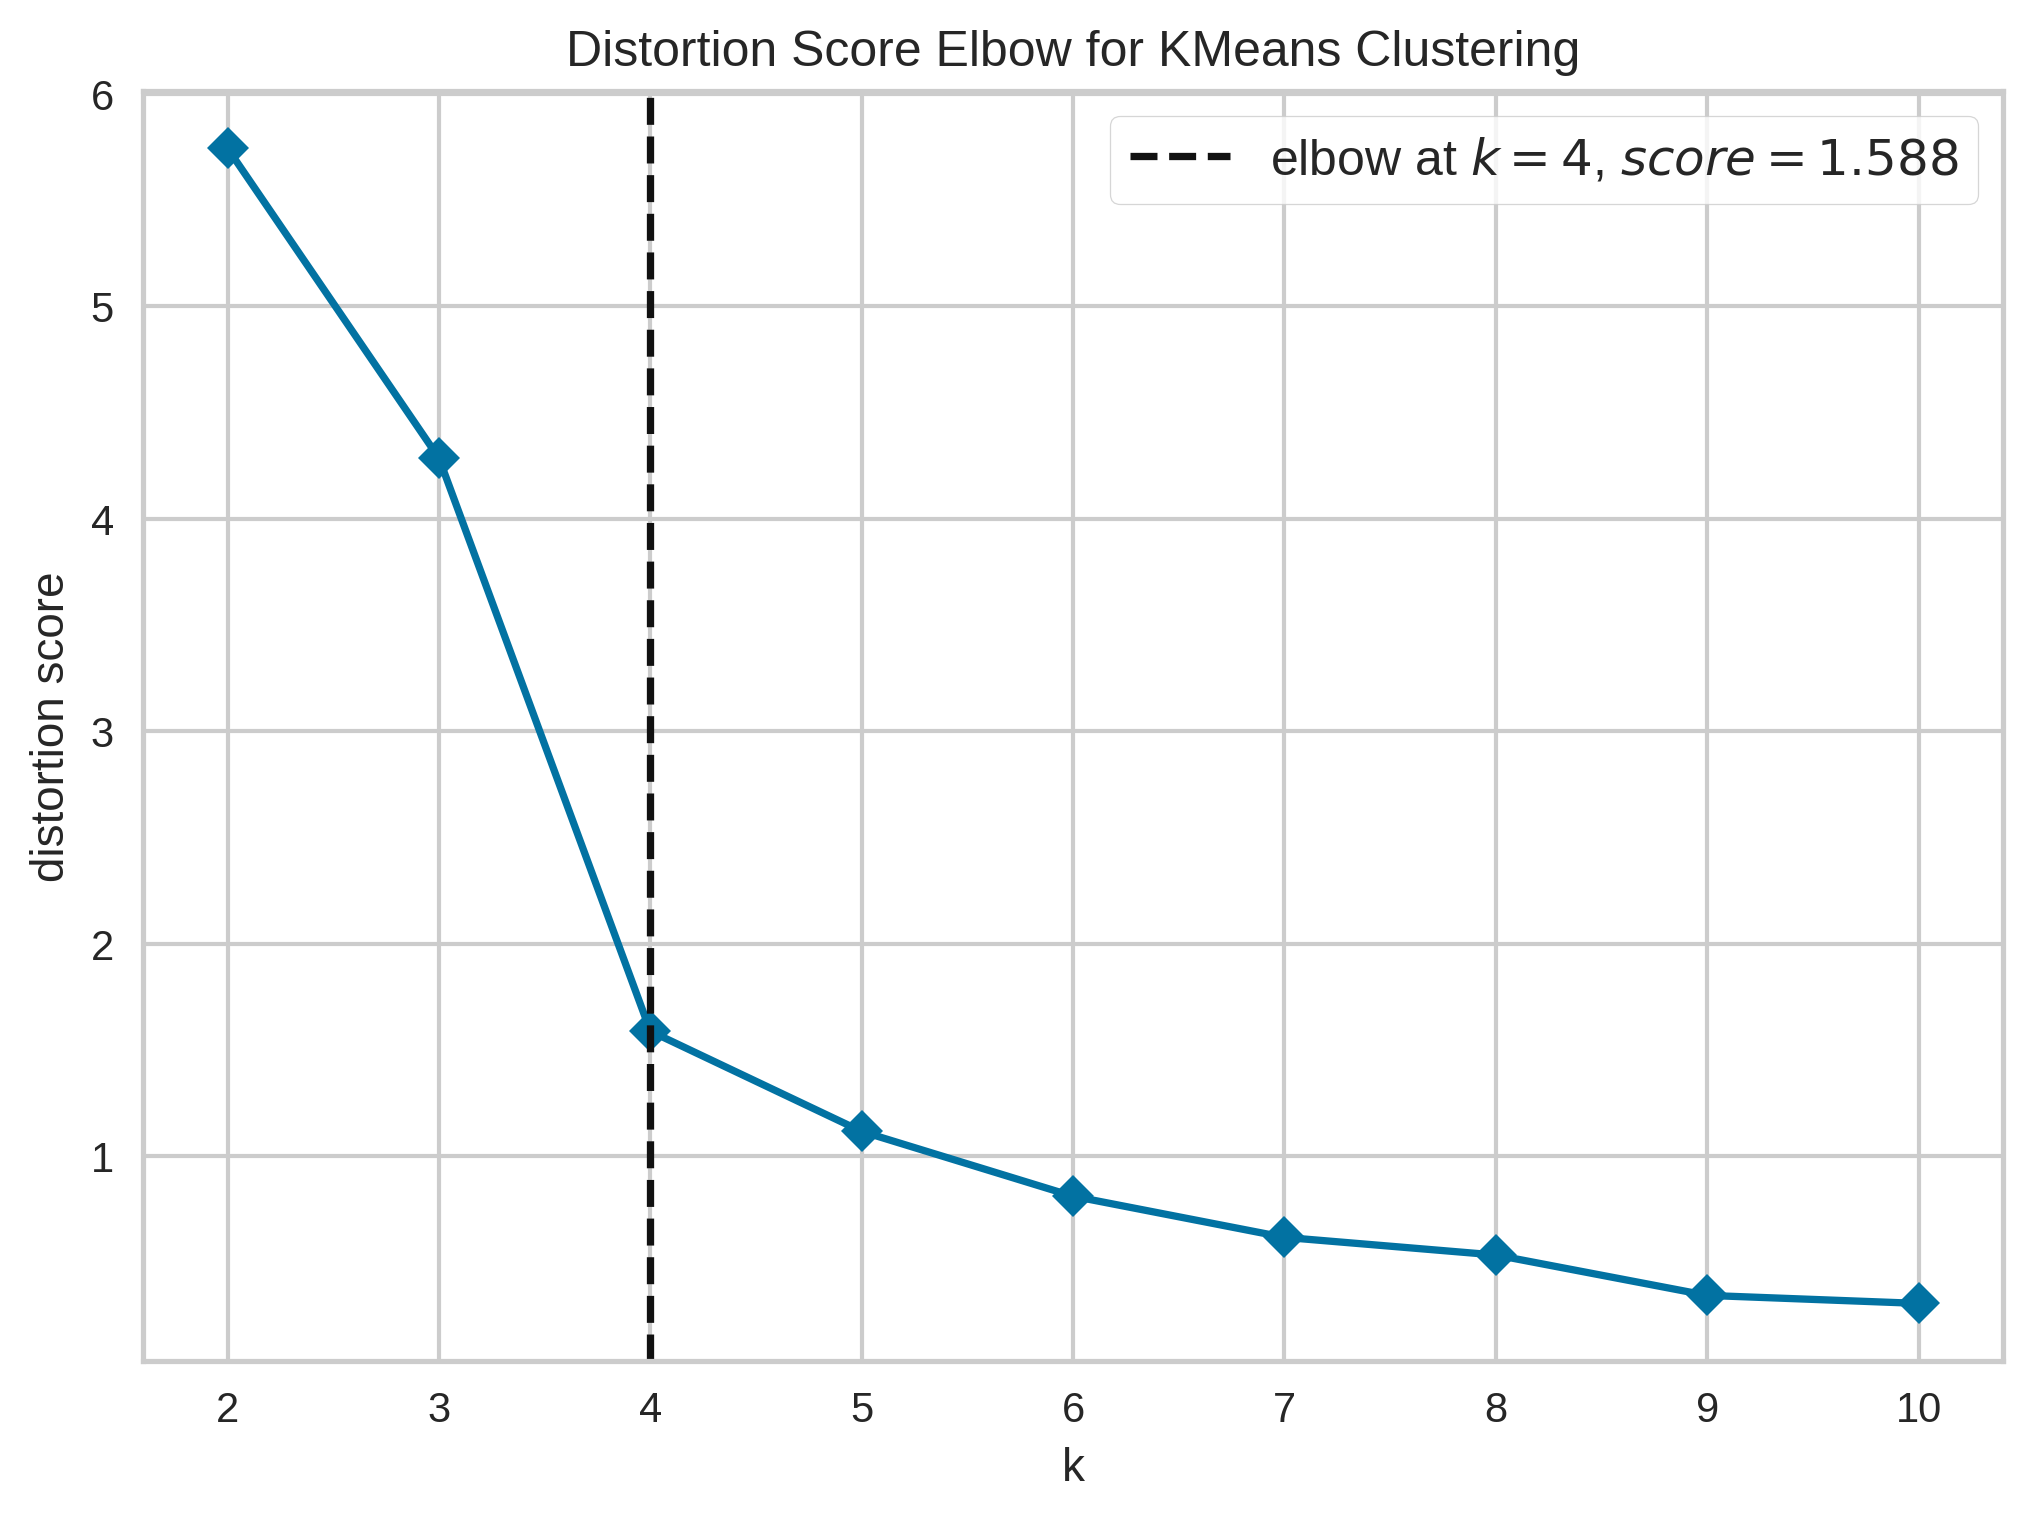 Distortion Score Elbow for KMeans Clustering
elbow at k = 4, score = 1.588
6
5
4
3
2
1
distortion score
2 3 4 5 6 7 8 9 10
k